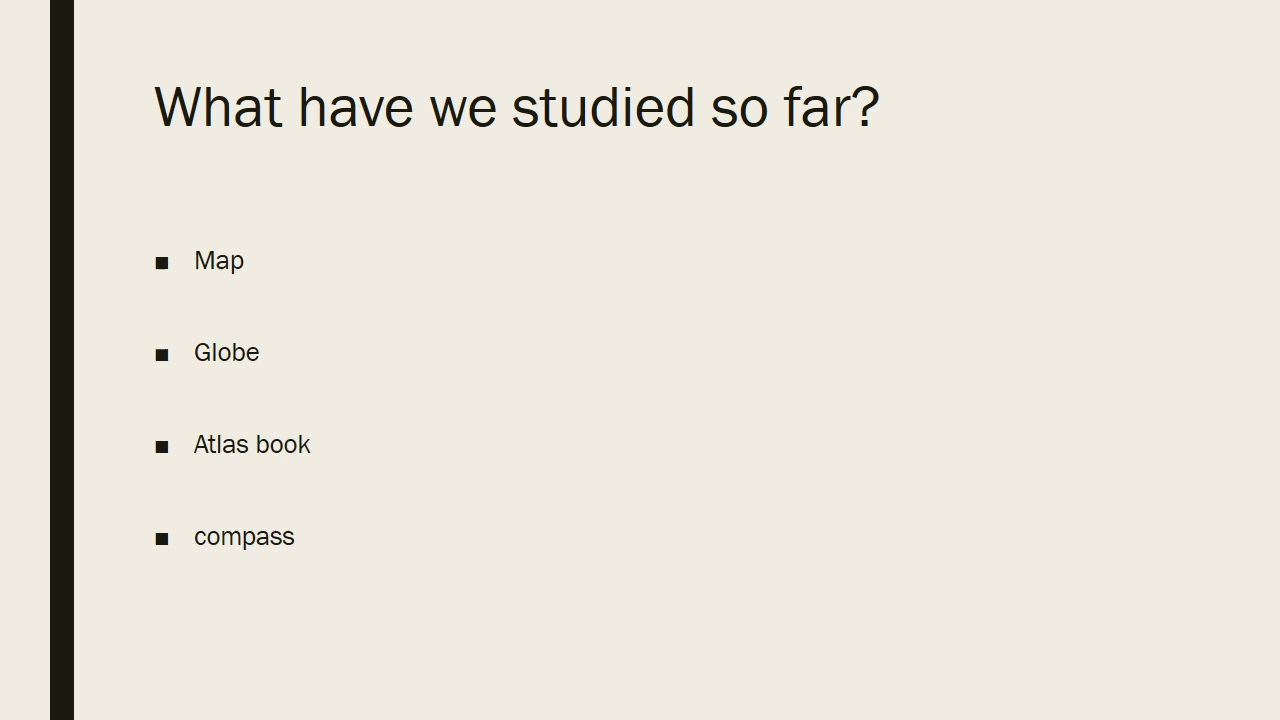 What have we studied so far?
■ Map
■ Globe
■ Atlas book
■ compass